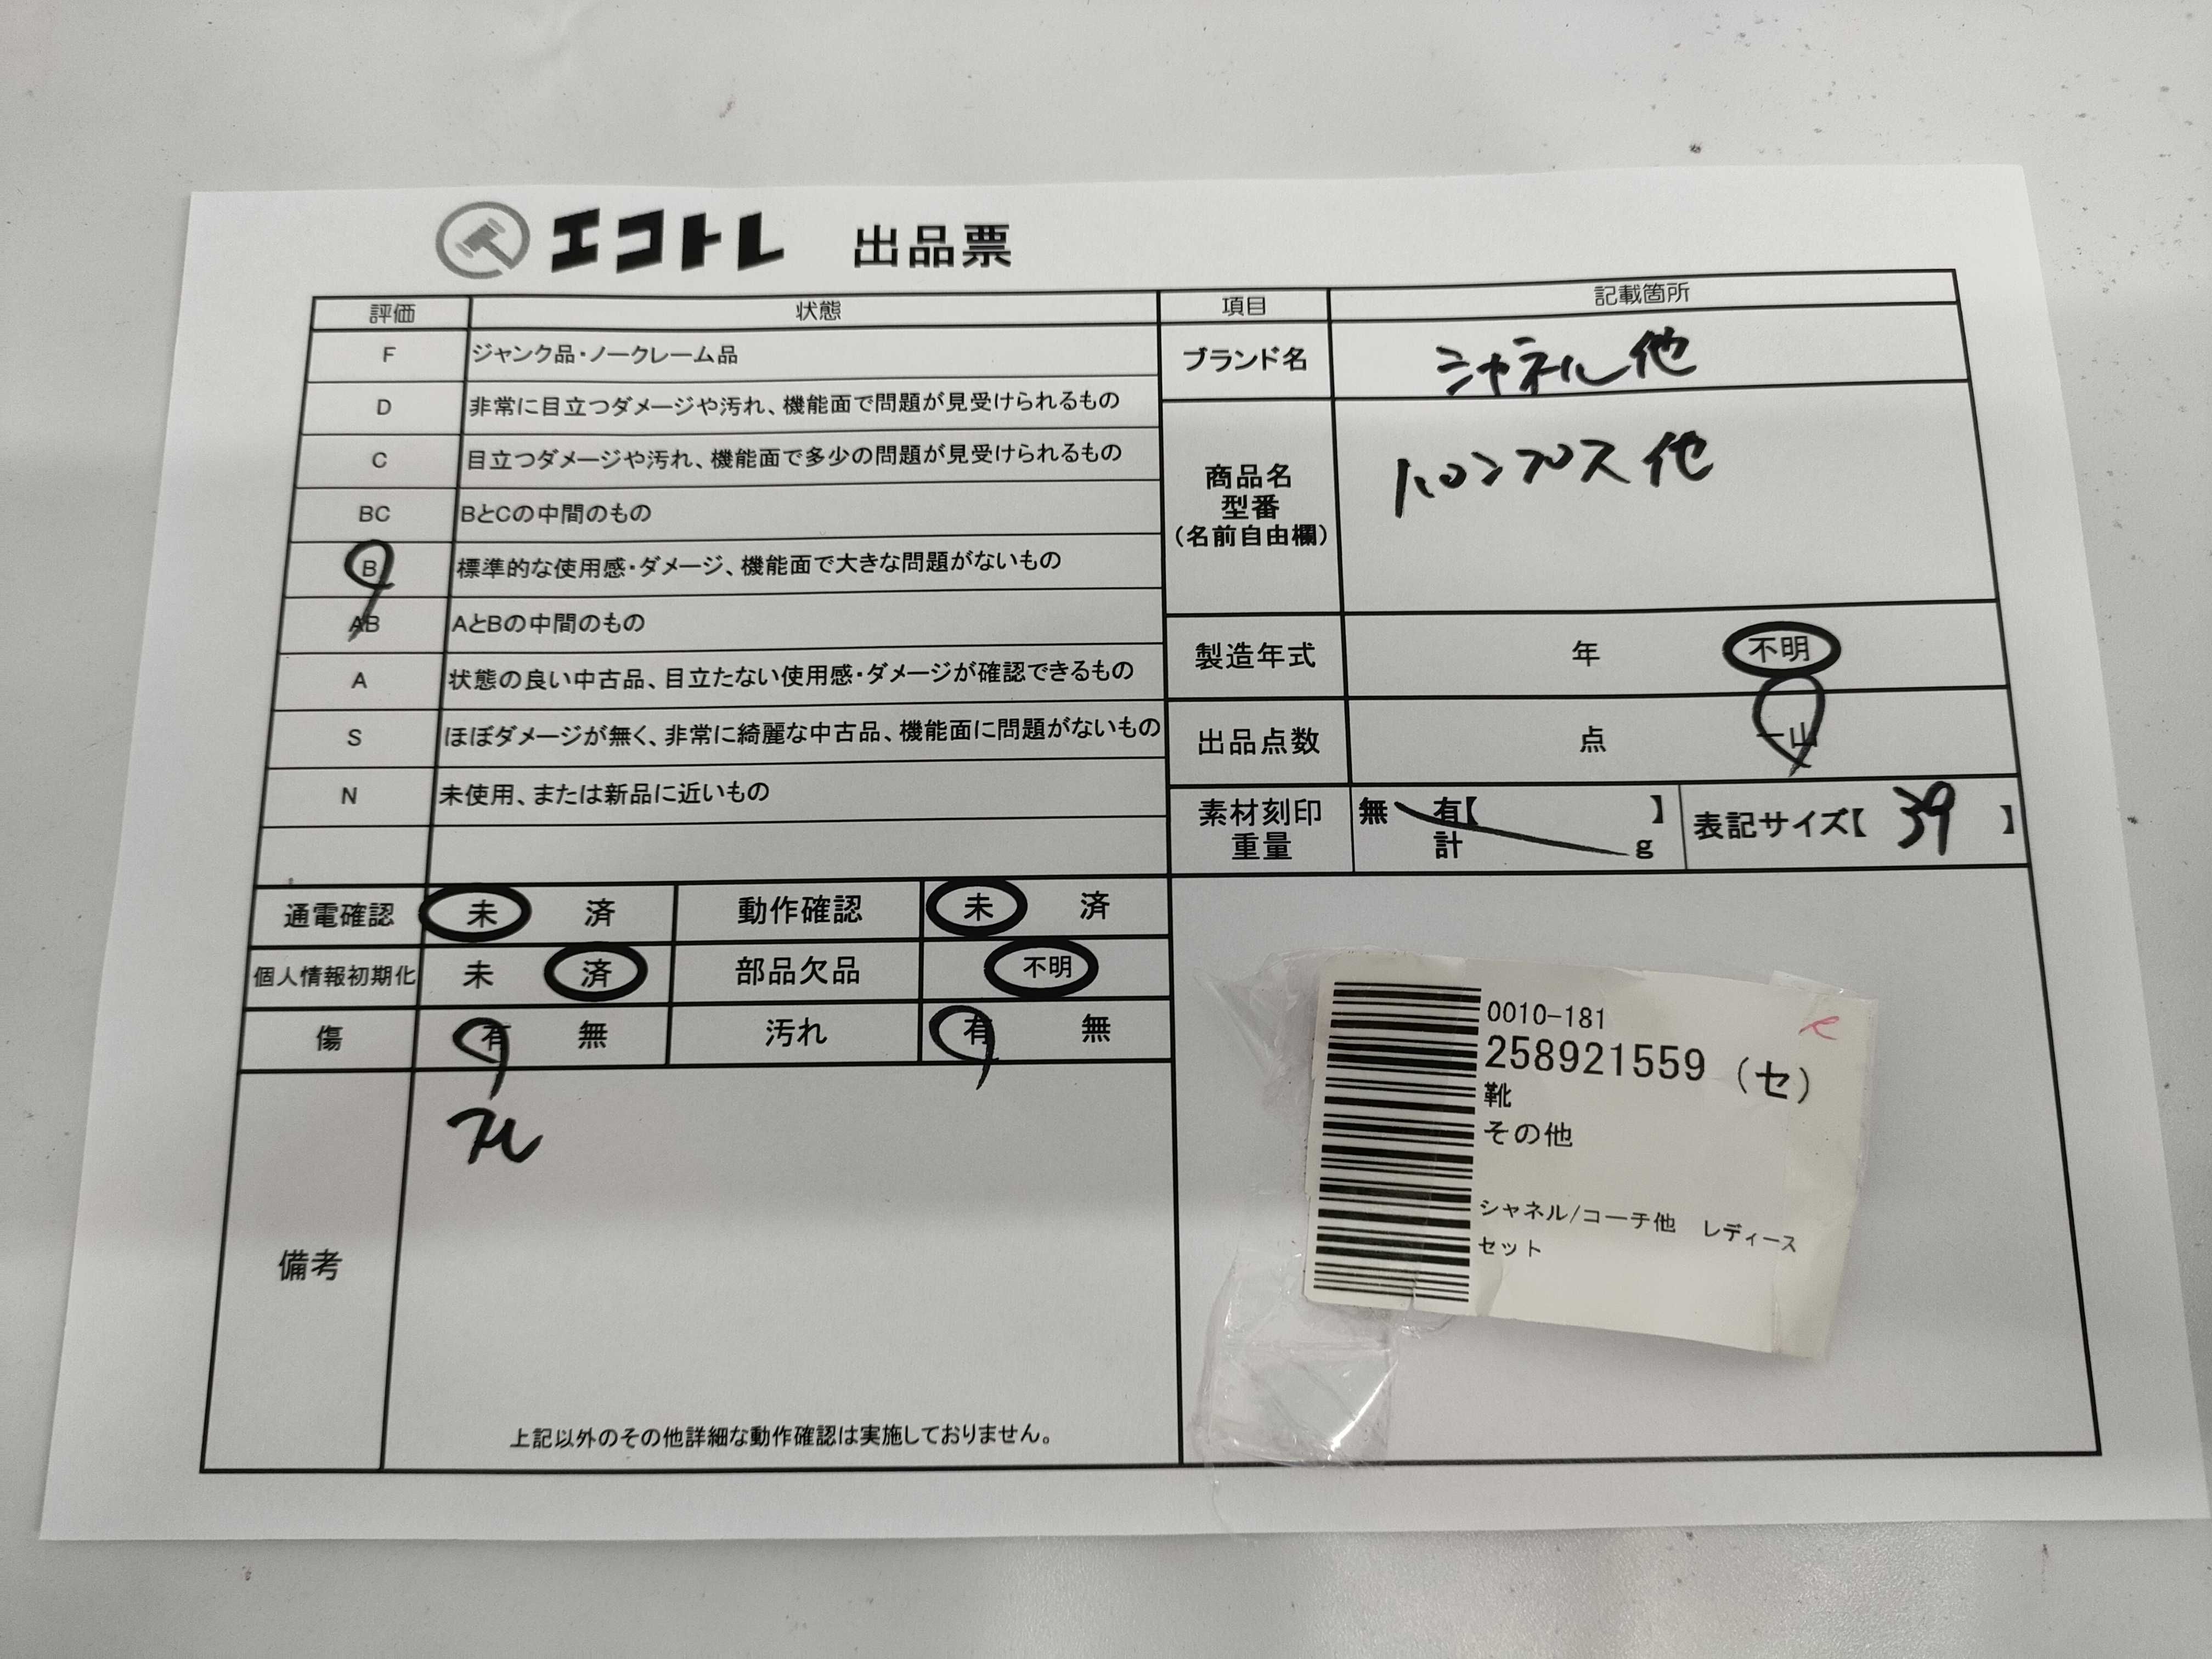 エコトレ 出品票
評価 状態
F ジャンク品・ノークレーム品
D 非常に目立つダメージや汚れ、機能面で問題が見受けられるもの
C 目立つダメージや汚れ、機能面で多少の問題が見受けられるもの
BC BとCの中間のもの
B 標準的な使用感・ダメージ、機能面で大きな問題がないもの
AB AとBの中間のもの
A 状態の良い中古品、目立たない使用感・ダメージが確認できるもの
S ほぼダメージが無く、非常に綺麗な中古品、機能面に問題がないもの
N 未使用、または新品に近いもの
通電確認 未 済 動作確認 未 済
個人情報初期化 未 済 部品欠品 不明
傷 有 無 汚れ 有 無
備考
上記以外のその他詳細な動作確認は実施しておりません。
項目 記載箇所
ブランド名 シャネル他
商品名
型番
(名前自由欄)
パンプス他
製造年式 年 不明
出品点数 点 一山
素材刻印 無 有【 】
重量 計 g
表記サイズ【 39 】
0010-181
258921559 (セ)
靴
その他
シャネル/コーチ他 レディース
セット